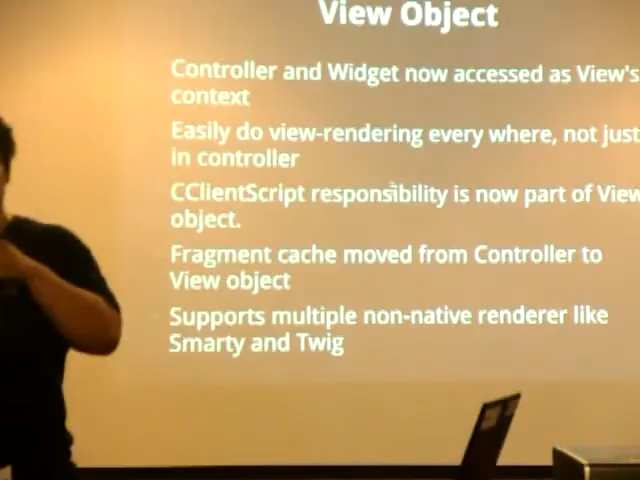 View Object
Controller and Widget now accessed as View's
context
Easily do view-rendering every where, not just
in controller
CClientScript responsibility is now part of View
object.
Fragment cache moved from Controller to
View object
Supports multiple non-native renderer like
Smarty and Twig